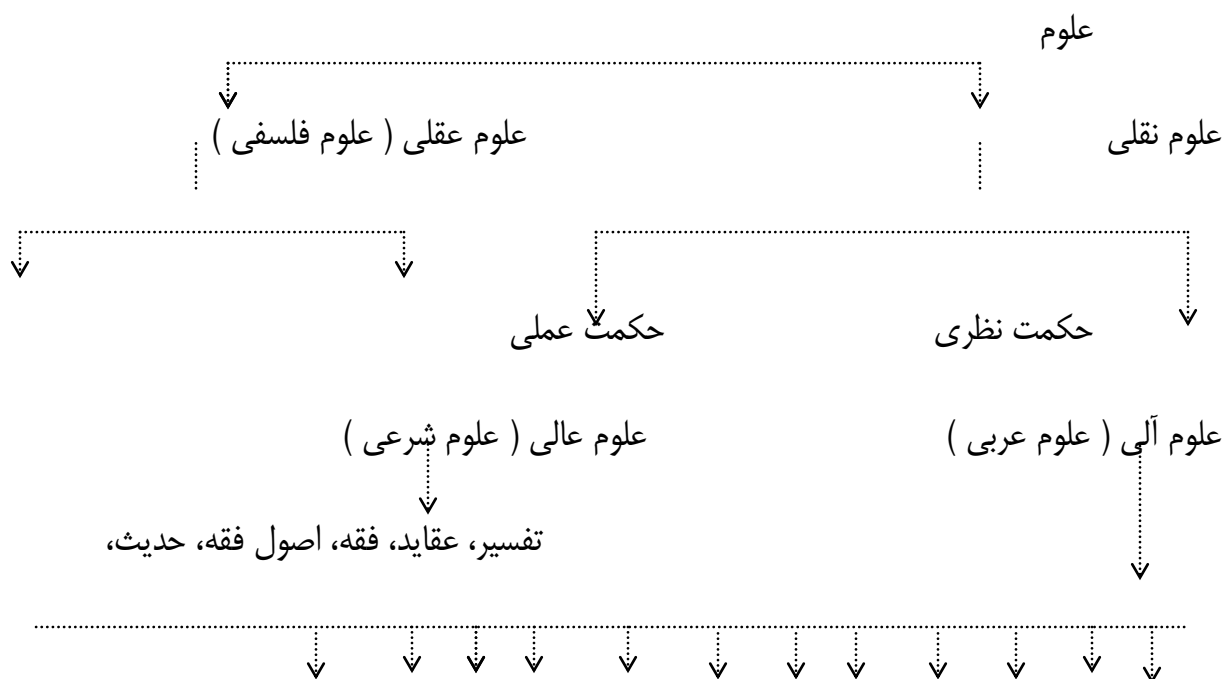 علوم
علوم نقلی علوم عقلی ( علوم فلسفی )
حکمت نظری حکمت عملی
علوم آلی ( علوم عربی ) علوم عالی ( علوم شرعی )
تفسیر، عقاید، فقه، اصول فقه، حدیث،